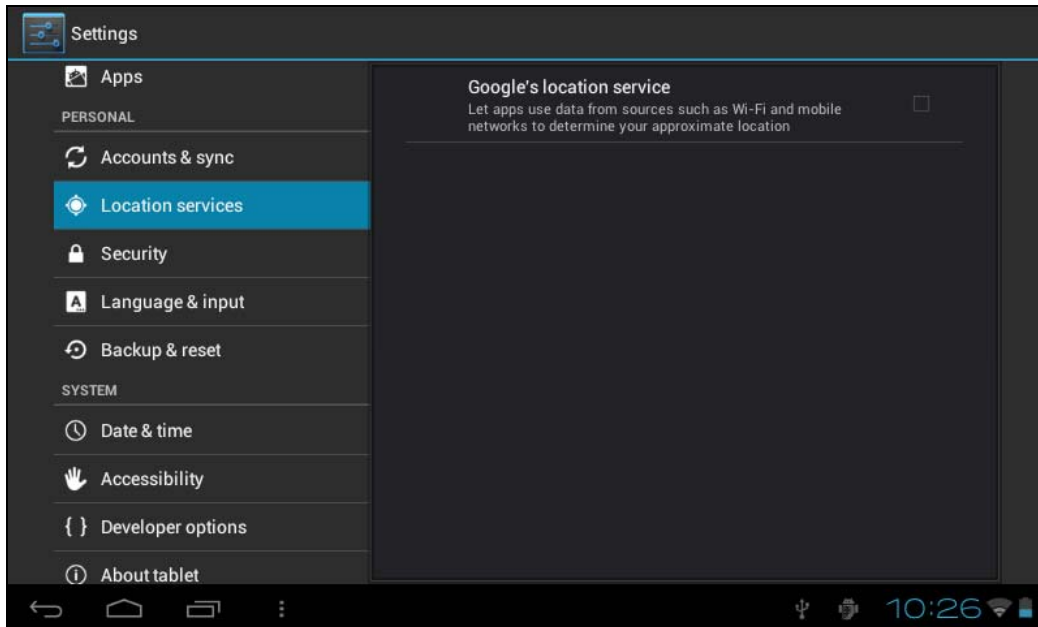 Settings
Apps
PERSONAL
Accounts & sync
Location services
Security
Language & input
Backup & reset
SYSTEM
Date & time
Accessibility
{ } Developer options
About tablet
Google's location service
Let apps use data from sources such as Wi-Fi and mobile
networks to determine your approximate location
10:26